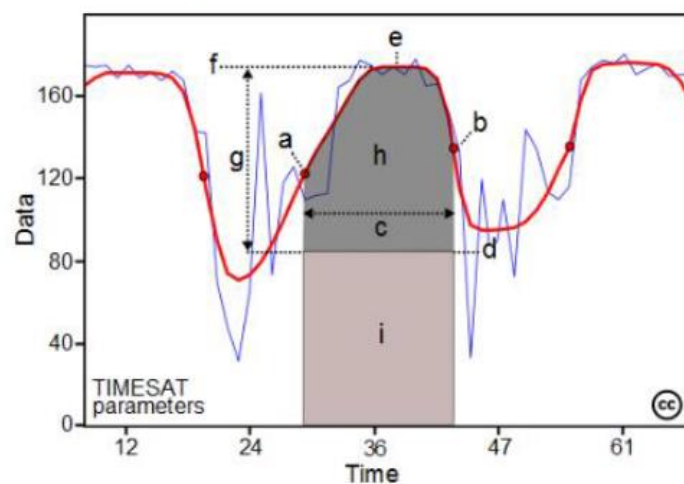 e
f
160
b
a
g
h
120
c
d
80
i
40
TIMESAT
parameters
cc
0
12 24 36 47 61
Time
Data